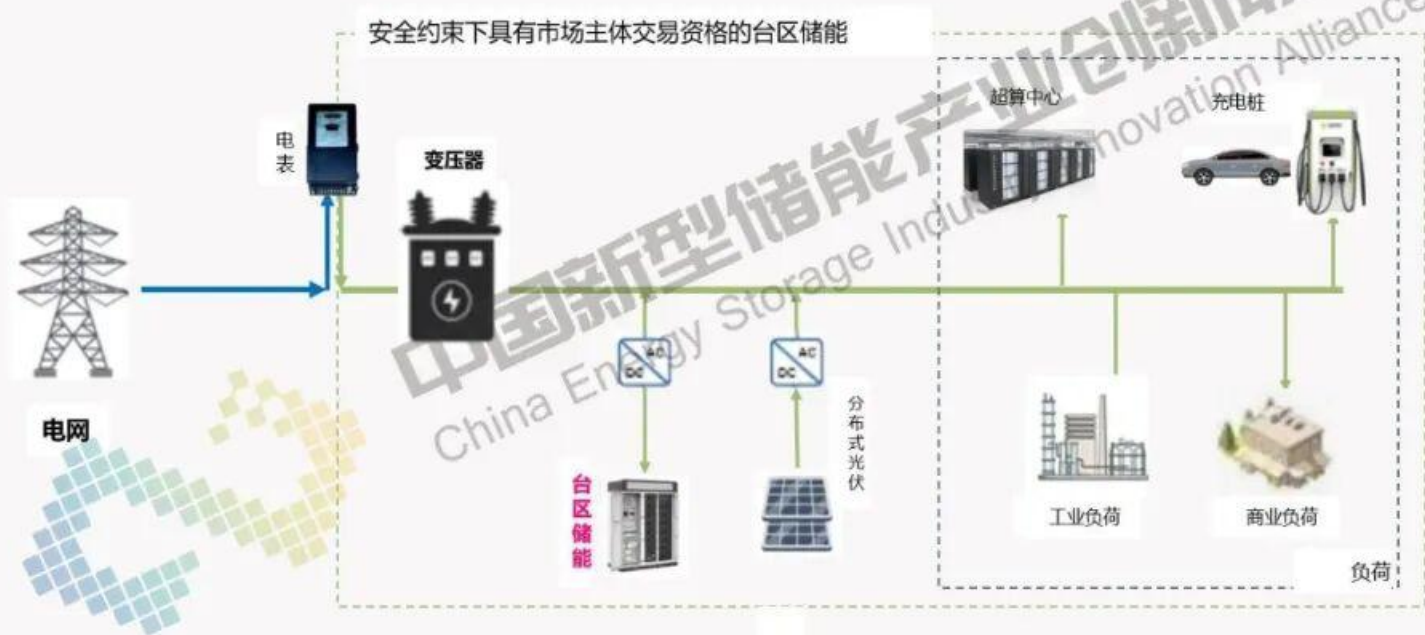 安全约束下具有市场主体交易资格的台区储能
超算中心
充电桩
电表
变压器
中国新型储能产业创新
China Energy Storage Industry Innovation Alliance
AC
DC
AC
DC
电网
分布式光伏
台区储能
工业负荷
商业负荷
负荷